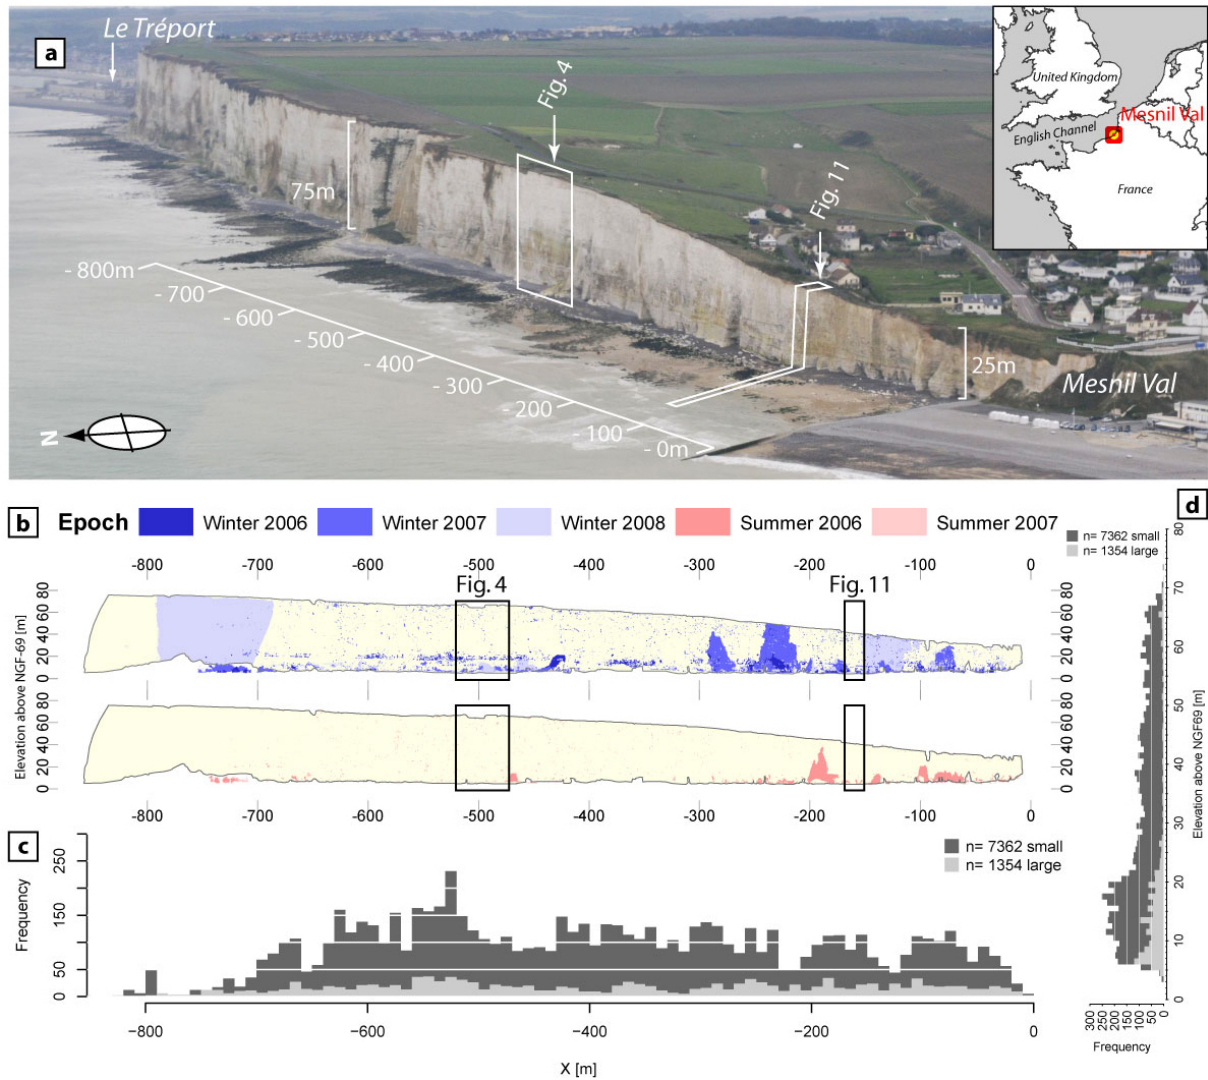 a
Le Tréport
Fig. 4
Fig. 11
75m
25m
Mesnil Val
- 800m
- 700
- 600
- 500
- 400
- 300
- 200
- 100
- 0m
N
United Kingdom
Mesnil Val
English Channel
France
b
Epoch
Winter 2006
Winter 2007
Winter 2008
Summer 2006
Summer 2007
-800 -700 -600 -500 -400 -300 -200 -100 0
Fig. 4
Fig. 11
Elevation above NGF-69 [m]
80
60
40
20
0
80
60
40
20
0
80
60
40
20
0
80
60
40
20
0
-800 -700 -600 -500 -400 -300 -200 -100 0
c
n= 7362 small
n= 1354 large
Frequency
250
150
50
0
−800 −600 −400 −200 0
X [m]
d
n= 7362 small
n= 1354 large
Elevation above NGF69 [m]
80
70
60
50
40
30
20
10
0
300 250 200 150 100 50 0
Frequency